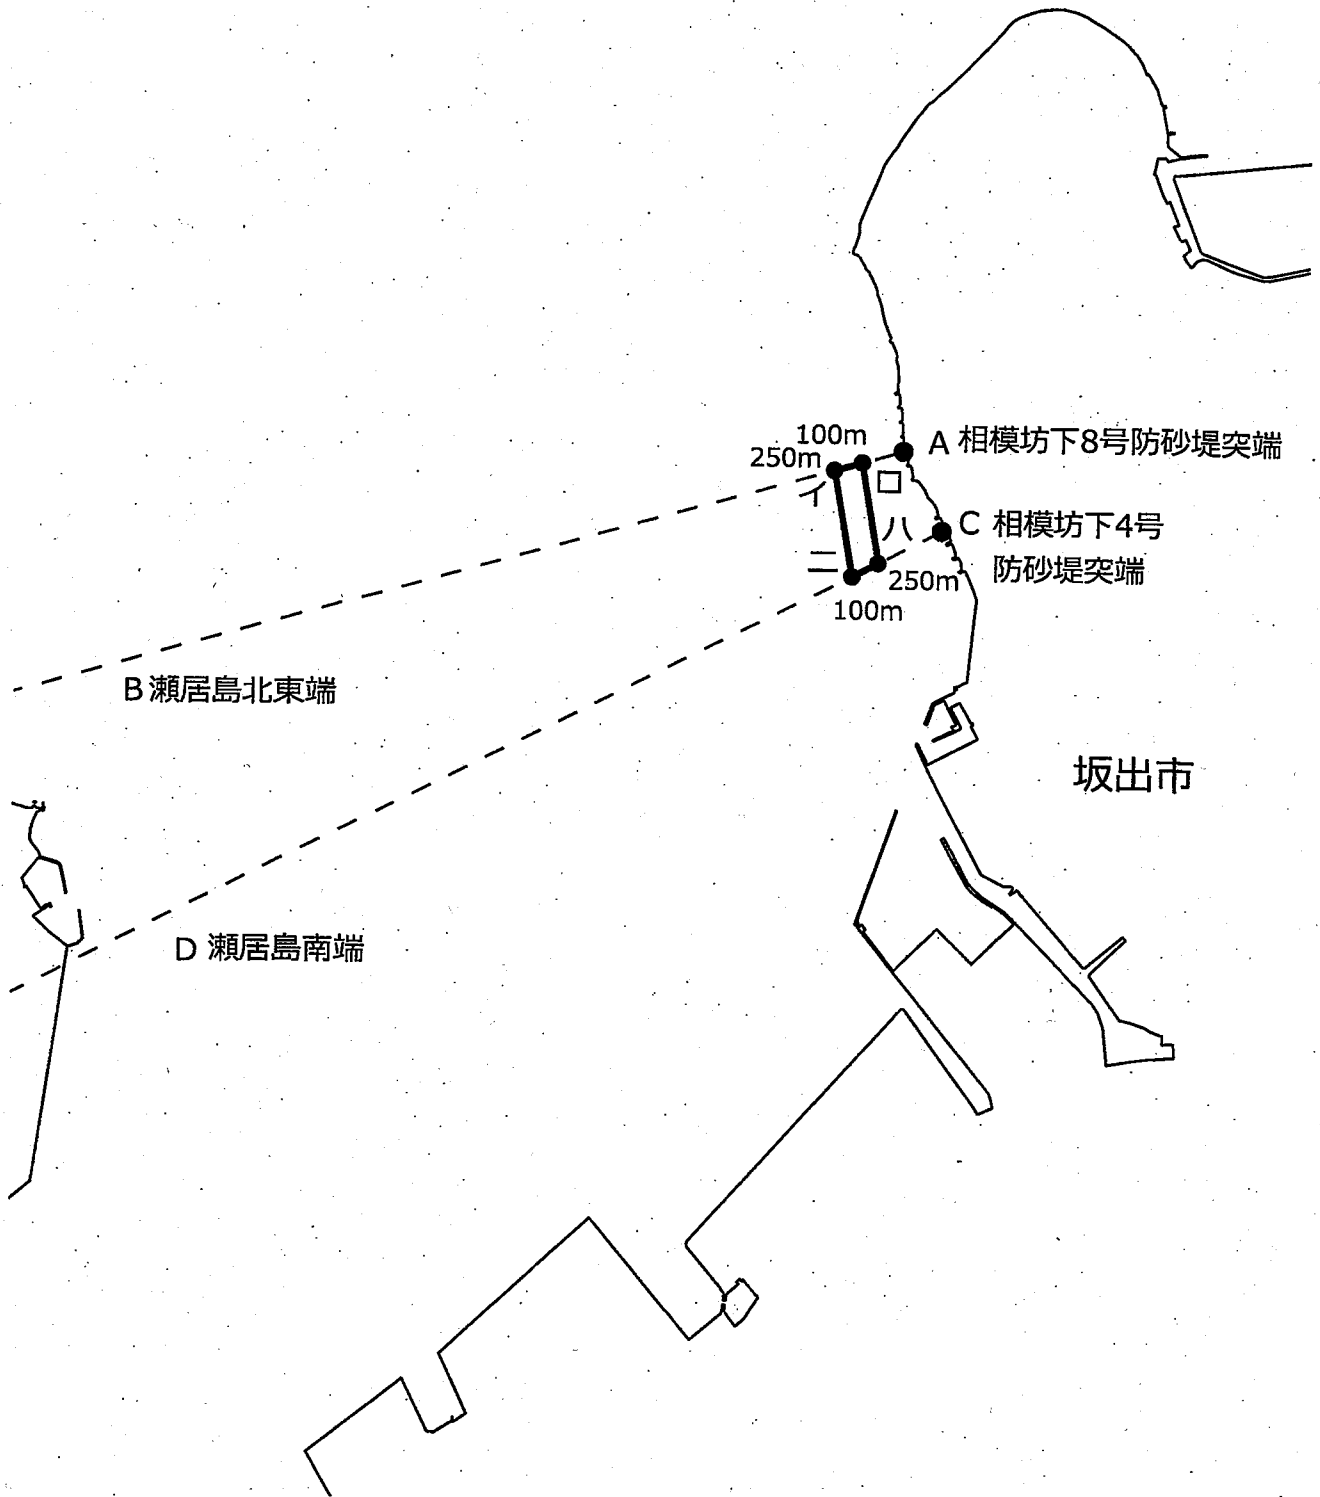 100m
A 相模坊下8号防砂堤突端
250m
イ
ロ
ハ
C 相模坊下4号
防砂堤突端
ニ
250m
100m
B 瀬居島北東端
坂出市
D 瀬居島南端